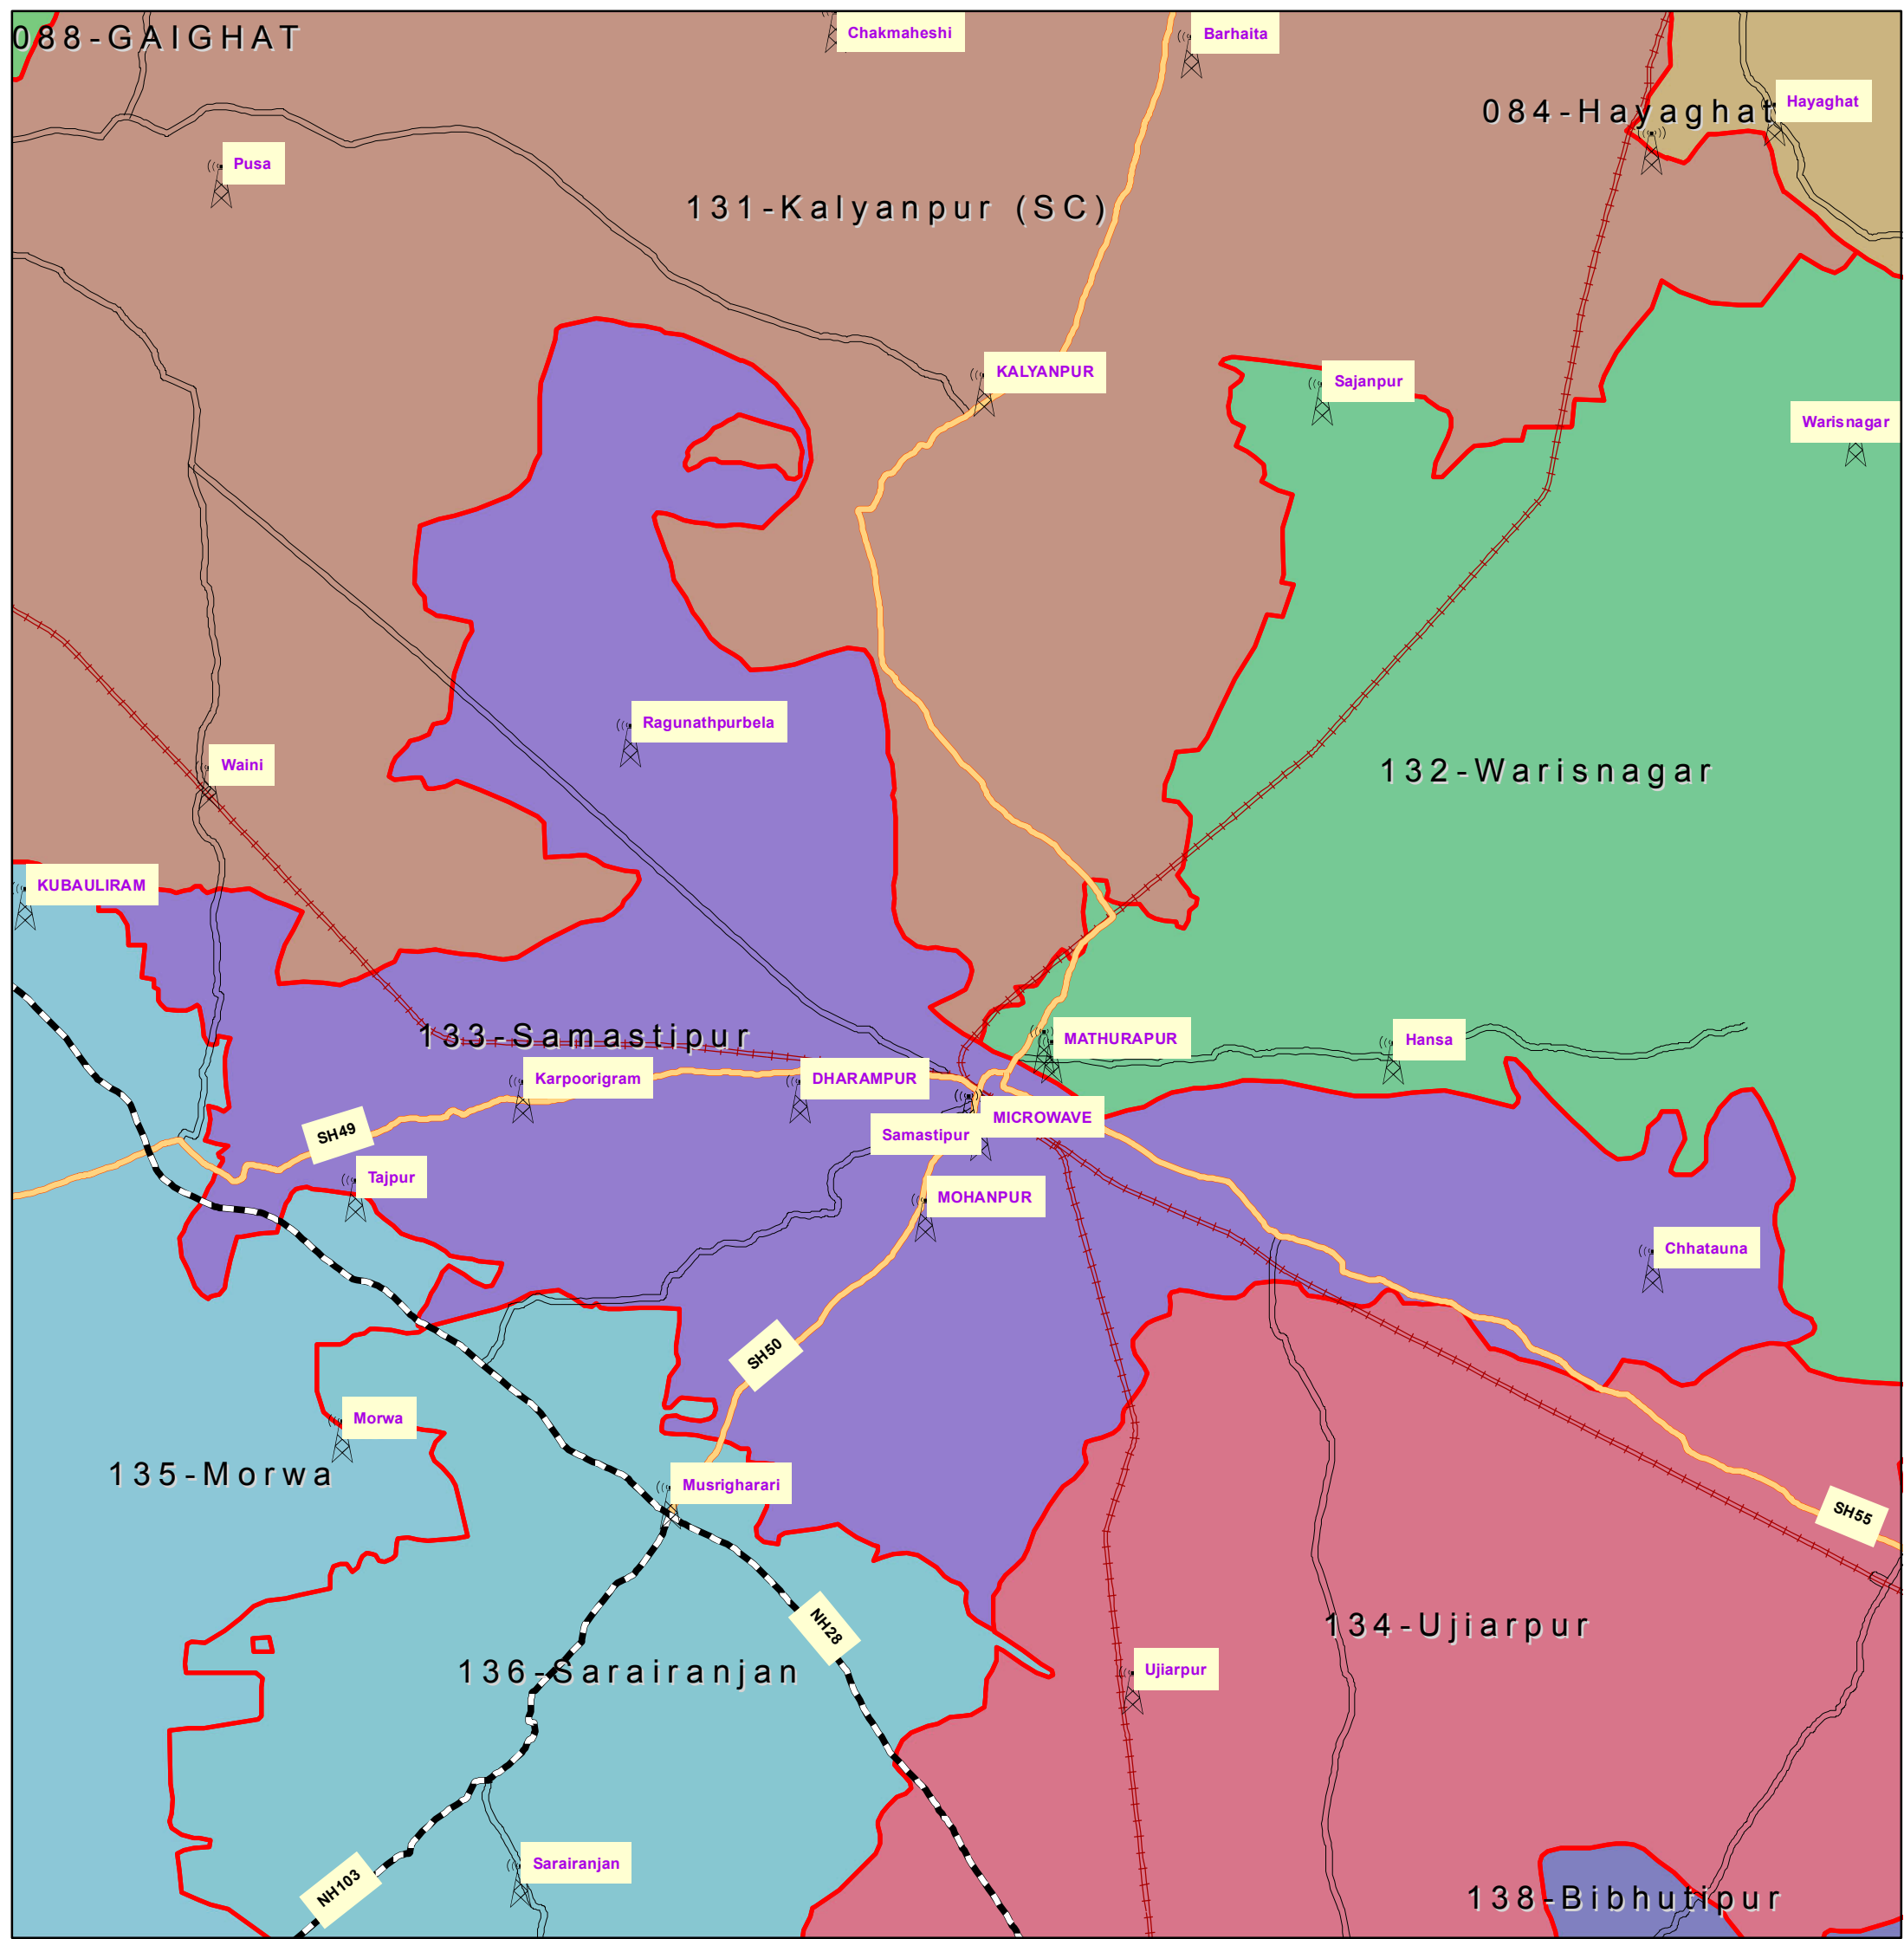 088-GAIGHAT
Chakmaheshi
Barhaita
Hayaghat
084-Hayaghat
Pusa
131-Kalyanpur (SC)
KALYANPUR
Sajanpur
Warisnagar
Ragunathpurbela
Waini
132-Warisnagar
KUBAULIRAM
133-Samastipur
MATHURAPUR
Hansa
Karpoorigram
DHARAMPUR
MICROWAVE
SH49
Samastipur
Tajpur
MOHANPUR
Chhatauna
SH50
Morwa
135-Morwa
Musrigharari
SH55
NH28
134-Ujiarpur
136-Sarairanjan
Ujiarpur
Sarairanjan
NH103
138-Bibhutipur